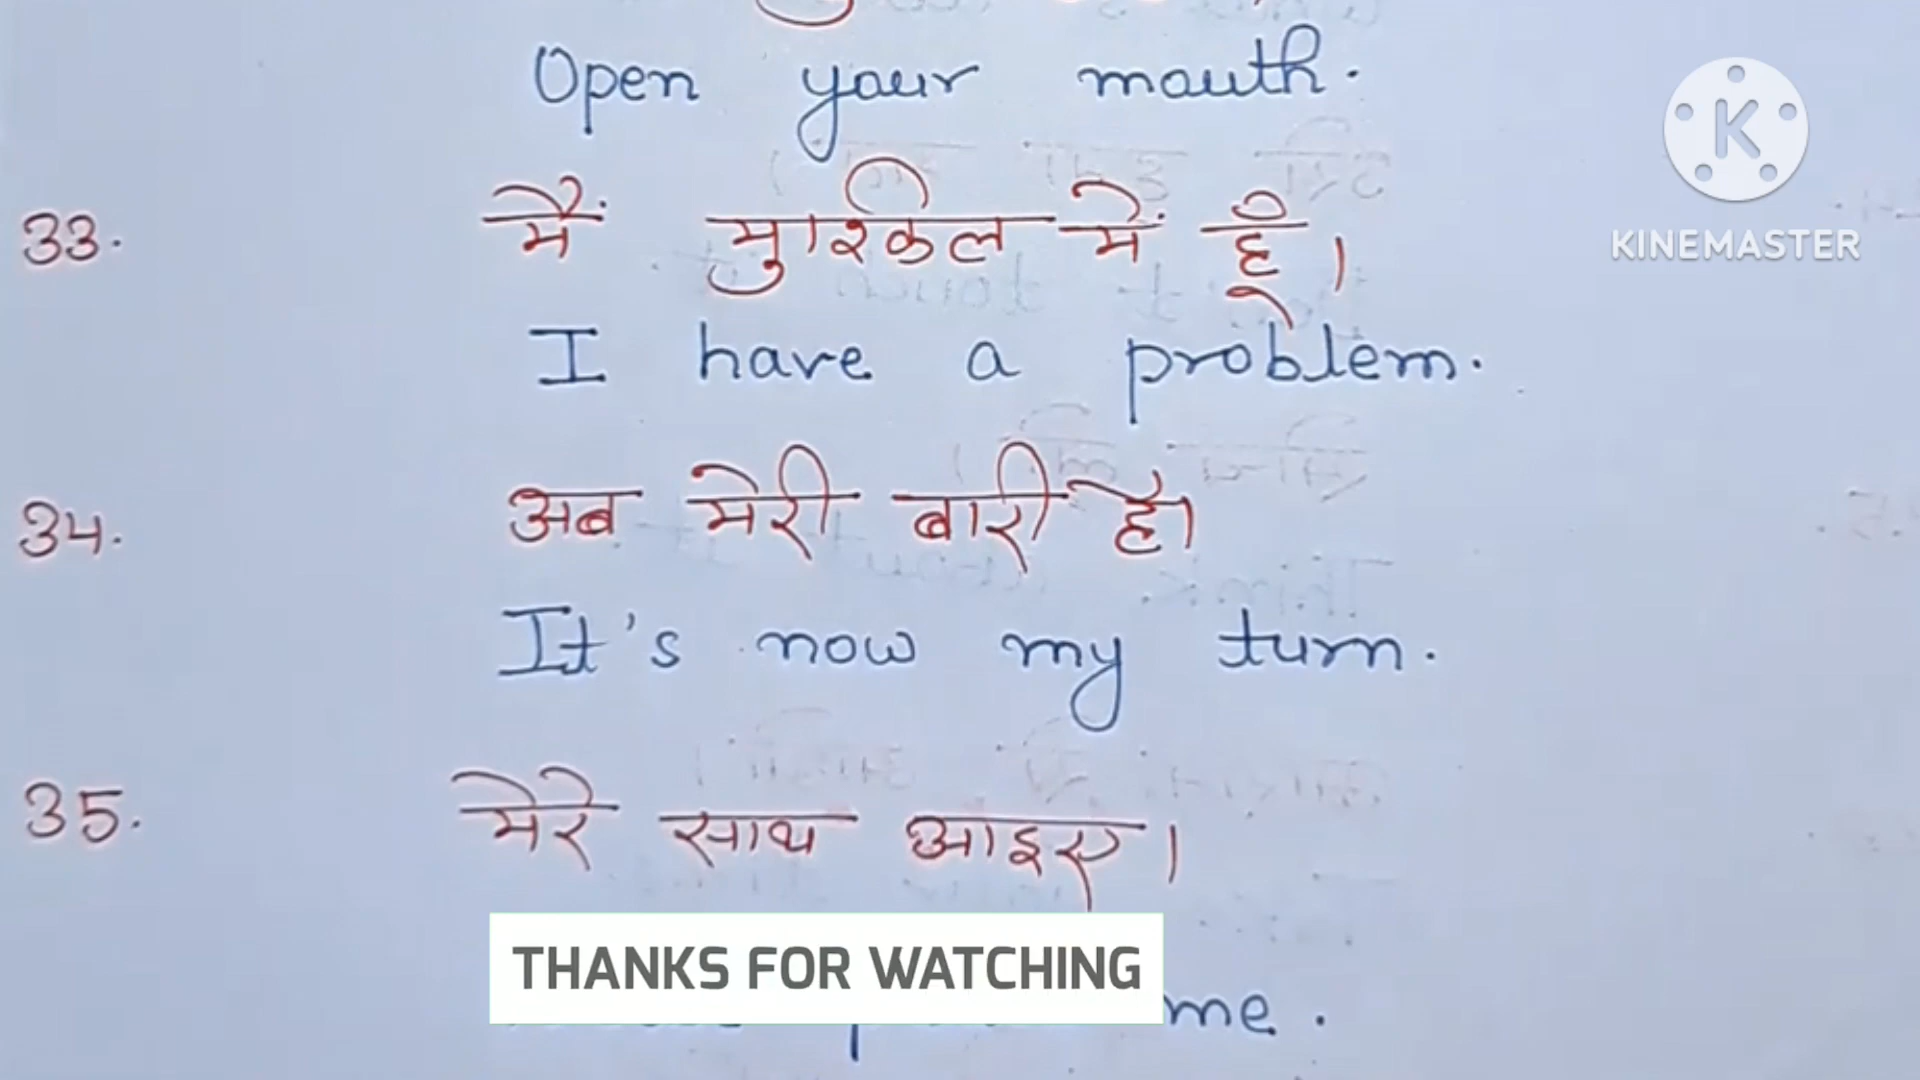 Open your mouth.
33. मैं मुश्किल में हूँ।
I have a problem.
34. अब मेरी बारी है।
It's now my turn.
35. मेरे साथ आइए।
THANKS FOR WATCHING
me.
K
KINEMASTER